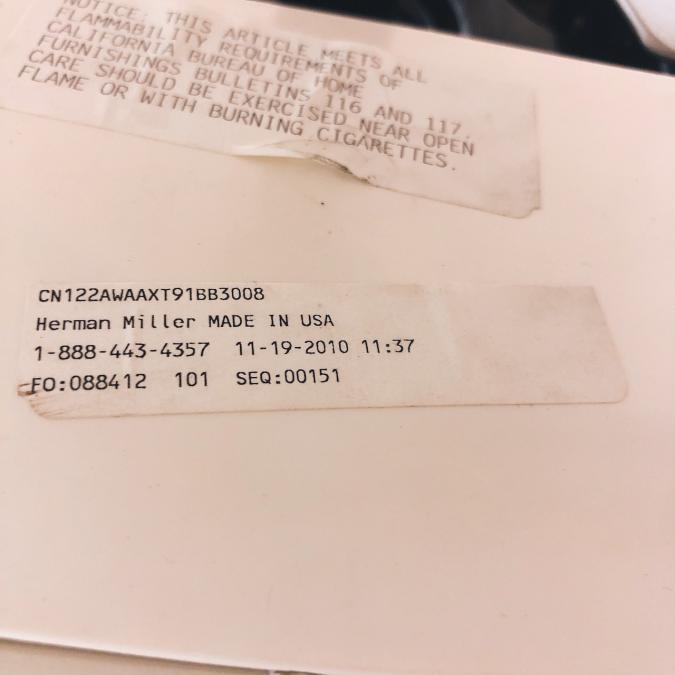 NOTICE: THIS ARTICLE MEETS ALL
FLAMMABILITY REQUIREMENTS OF
CALIFORNIA BUREAU OF HOME
FURNISHINGS BULLETINS 116 AND 117.
CARE SHOULD BE EXERCISED NEAR OPEN
FLAME OR WITH BURNING CIGARETTES.
CN122AWAAXT91BB3008
Herman Miller MADE IN USA
1-888-443-4357 11-19-2010 11:37
FO:088412 101 SEQ:00151